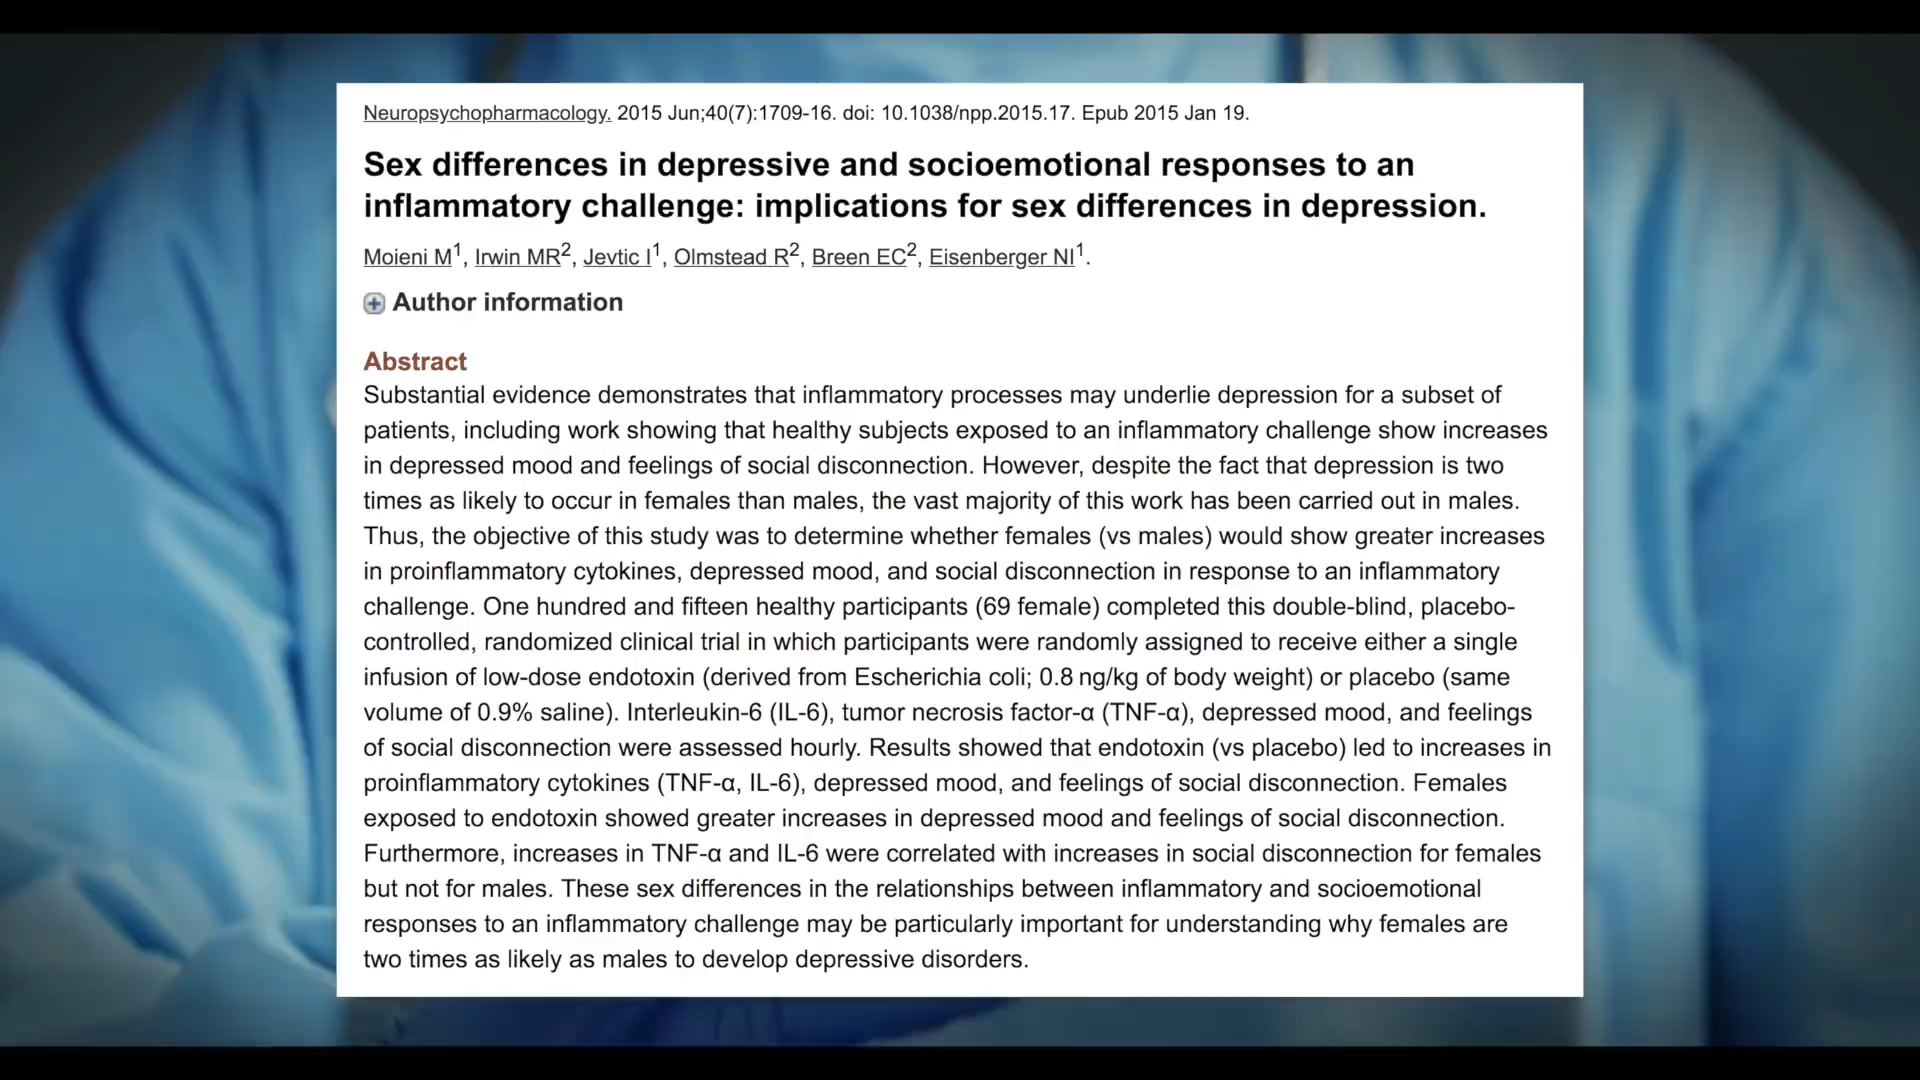 Neuropsychopharmacology. 2015 Jun;40(7):1709-16. doi: 10.1038/npp.2015.17. Epub 2015 Jan 19.
Sex differences in depressive and socioemotional responses to an
inflammatory challenge: implications for sex differences in depression.
Moieni M1, Irwin MR2, Jevtic I1, Olmstead R2, Breen EC2, Eisenberger NI1.
Author information
Abstract
Substantial evidence demonstrates that inflammatory processes may underlie depression for a subset of
patients, including work showing that healthy subjects exposed to an inflammatory challenge show increases
in depressed mood and feelings of social disconnection. However, despite the fact that depression is two
times as likely to occur in females than males, the vast majority of this work has been carried out in males.
Thus, the objective of this study was to determine whether females (vs males) would show greater increases
in proinflammatory cytokines, depressed mood, and social disconnection in response to an inflammatory
challenge. One hundred and fifteen healthy participants (69 female) completed this double-blind, placebo-
controlled, randomized clinical trial in which participants were randomly assigned to receive either a single
infusion of low-dose endotoxin (derived from Escherichia coli; 0.8 ng/kg of body weight) or placebo (same
volume of 0.9% saline). Interleukin-6 (IL-6), tumor necrosis factor-α (TNF-α), depressed mood, and feelings
of social disconnection were assessed hourly. Results showed that endotoxin (vs placebo) led to increases in
proinflammatory cytokines (TNF-α, IL-6), depressed mood, and feelings of social disconnection. Females
exposed to endotoxin showed greater increases in depressed mood and feelings of social disconnection.
Furthermore, increases in TNF-α and IL-6 were correlated with increases in social disconnection for females
but not for males. These sex differences in the relationships between inflammatory and socioemotional
responses to an inflammatory challenge may be particularly important for understanding why females are
two times as likely as males to develop depressive disorders.